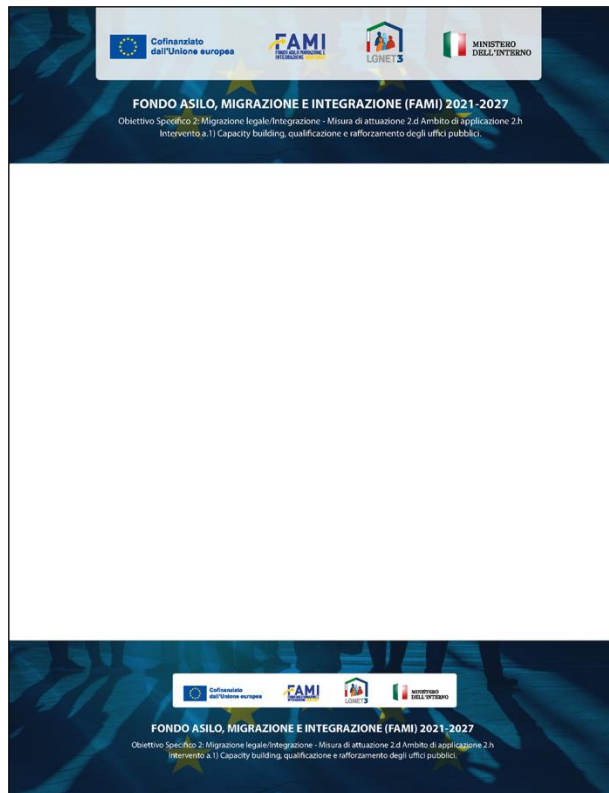 Cofinanziato
dall'Unione europea
FAMI
FONDO ASILO MIGRAZIONE E
INTEGRAZIONE
LGNET3
MINISTERO
DELL'INTERNO
FONDO ASILO, MIGRAZIONE E INTEGRAZIONE (FAMI) 2021-2027
Obiettivo Specifico 2: Migrazione legale/Integrazione - Misura di attuazione 2.d Ambito di applicazione 2.h
Intervento a.1) Capacity building, qualificazione e rafforzamento degli uffici pubblici.
Cofinanziato
dall'Unione europea
FAMI
LGNET3
MINISTERO
DELL'INTERNO
FONDO ASILO, MIGRAZIONE E INTEGRAZIONE (FAMI) 2021-2027
Obiettivo Specifico 2: Migrazione legale/Integrazione - Misura di attuazione 2.d Ambito di applicazione 2.h
Intervento a.1) Capacity building, qualificazione e rafforzamento degli uffici pubblici.